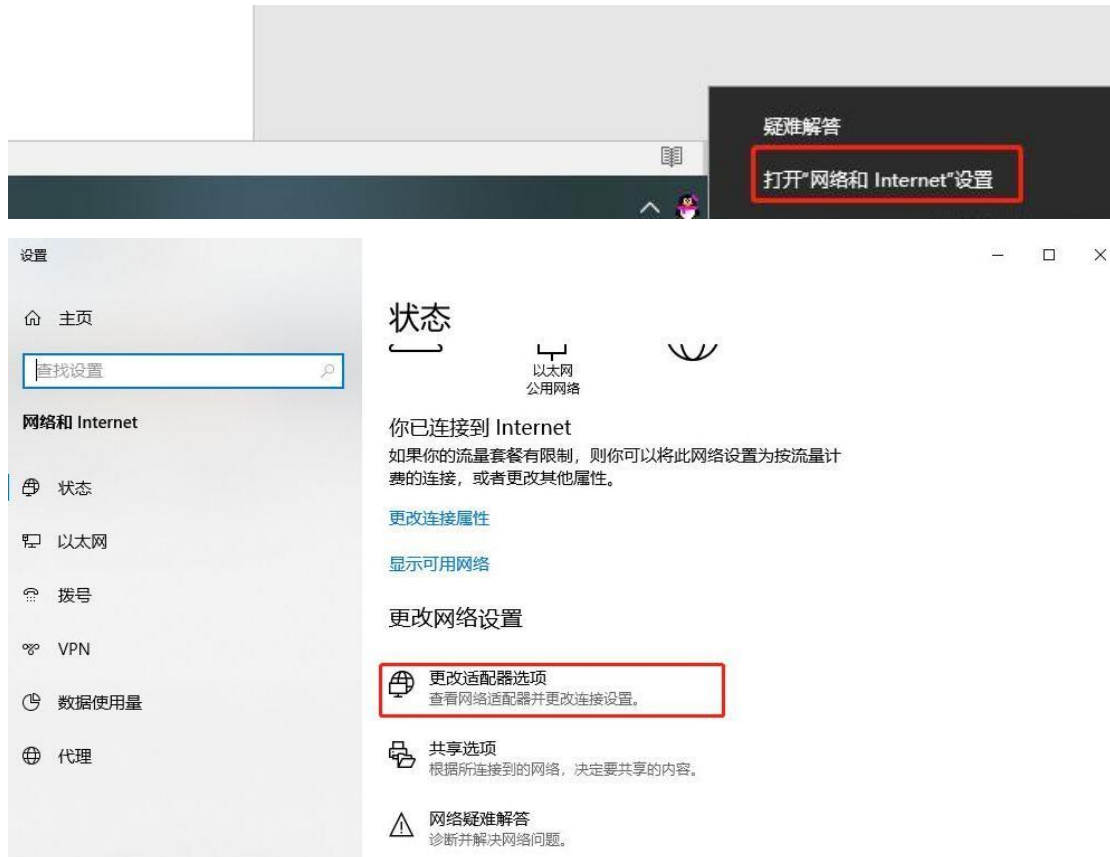 疑难解答
打开"网络和 Internet"设置
设置
主页
查找设置
网络和 Internet
状态
以太网
拨号
VPN
数据使用量
代理
状态
以太网
公用网络
你已连接到 Internet
如果你的流量套餐有限制，则你可以将此网络设置为按流量计
费的连接，或者更改其他属性。
更改连接属性
显示可用网络
更改网络设置
更改适配器选项
查看网络适配器并更改连接设置。
共享选项
根据所连接到的网络，决定要共享的内容。
网络疑难解答
诊断并解决网络问题。